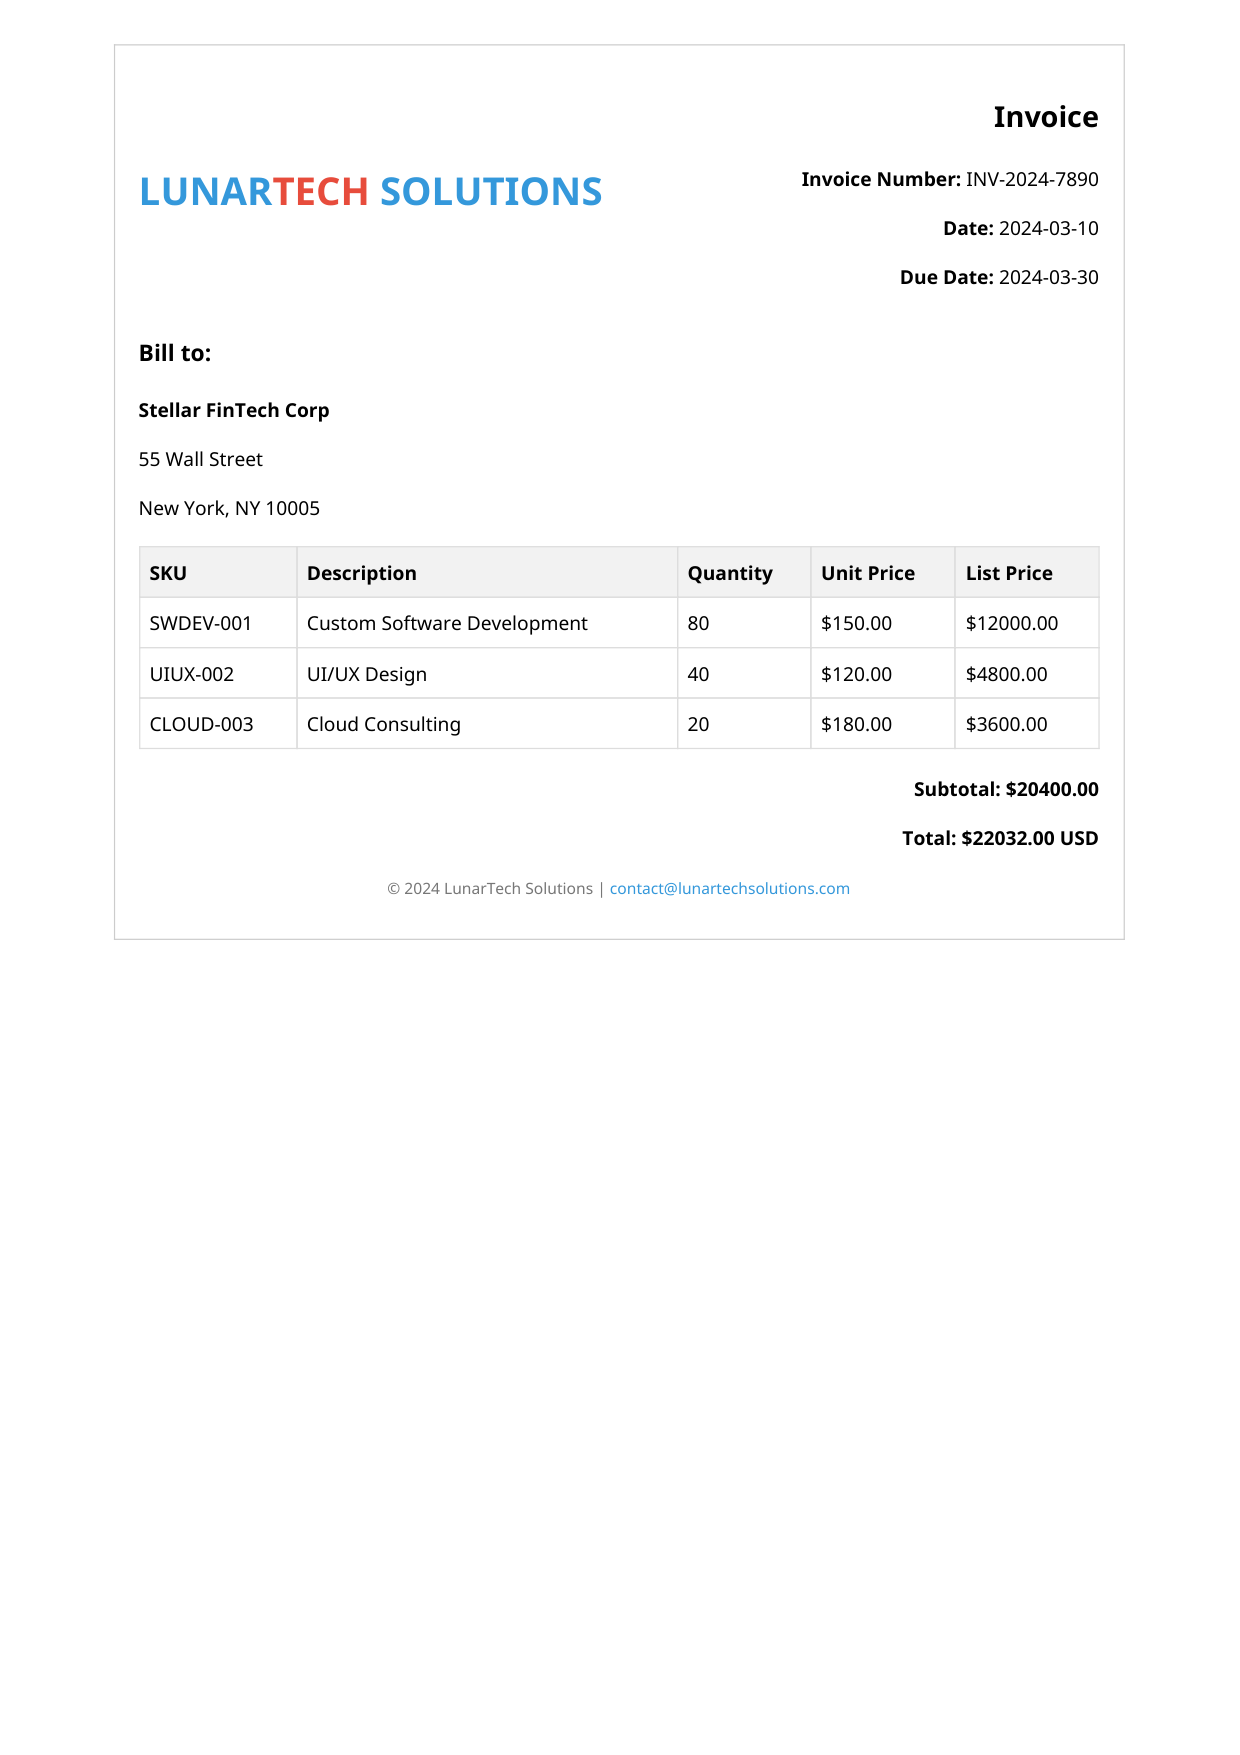 Invoice
LUNARTECH SOLUTIONS
Invoice Number: INV-2024-7890
Date: 2024-03-10
Due Date: 2024-03-30
Bill to:
Stellar FinTech Corp
55 Wall Street
New York, NY 10005
SKU Description Quantity Unit Price List Price
SWDEV-001 Custom Software Development 80 $150.00 $12000.00
UIUX-002 UI/UX Design 40 $120.00 $4800.00
CLOUD-003 Cloud Consulting 20 $180.00 $3600.00
Subtotal: $20400.00
Total: $22032.00 USD
© 2024 LunarTech Solutions | contact@lunartechsolutions.com